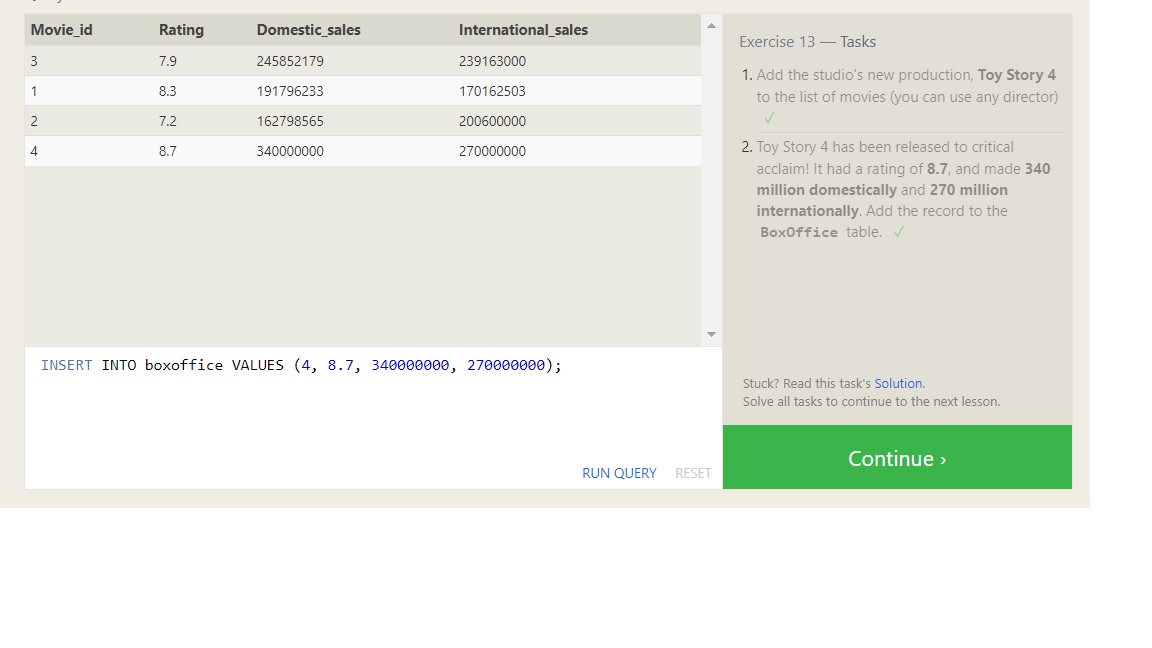 Movie_id Rating Domestic_sales International_sales
3 7.9 245852179 239163000
1 8.3 191796233 170162503
2 7.2 162798565 200600000
4 8.7 340000000 270000000
INSERT INTO boxoffice VALUES (4, 8.7, 340000000, 270000000);
RUN QUERY RESET
Exercise 13 — Tasks
1. Add the studio's new production, Toy Story 4
to the list of movies (you can use any director)
✓
2. Toy Story 4 has been released to critical
acclaim! It had a rating of 8.7, and made 340
million domestically and 270 million
internationally. Add the record to the
BoxOffice table. ✓
Stuck? Read this task's Solution.
Solve all tasks to continue to the next lesson.
Continue ›